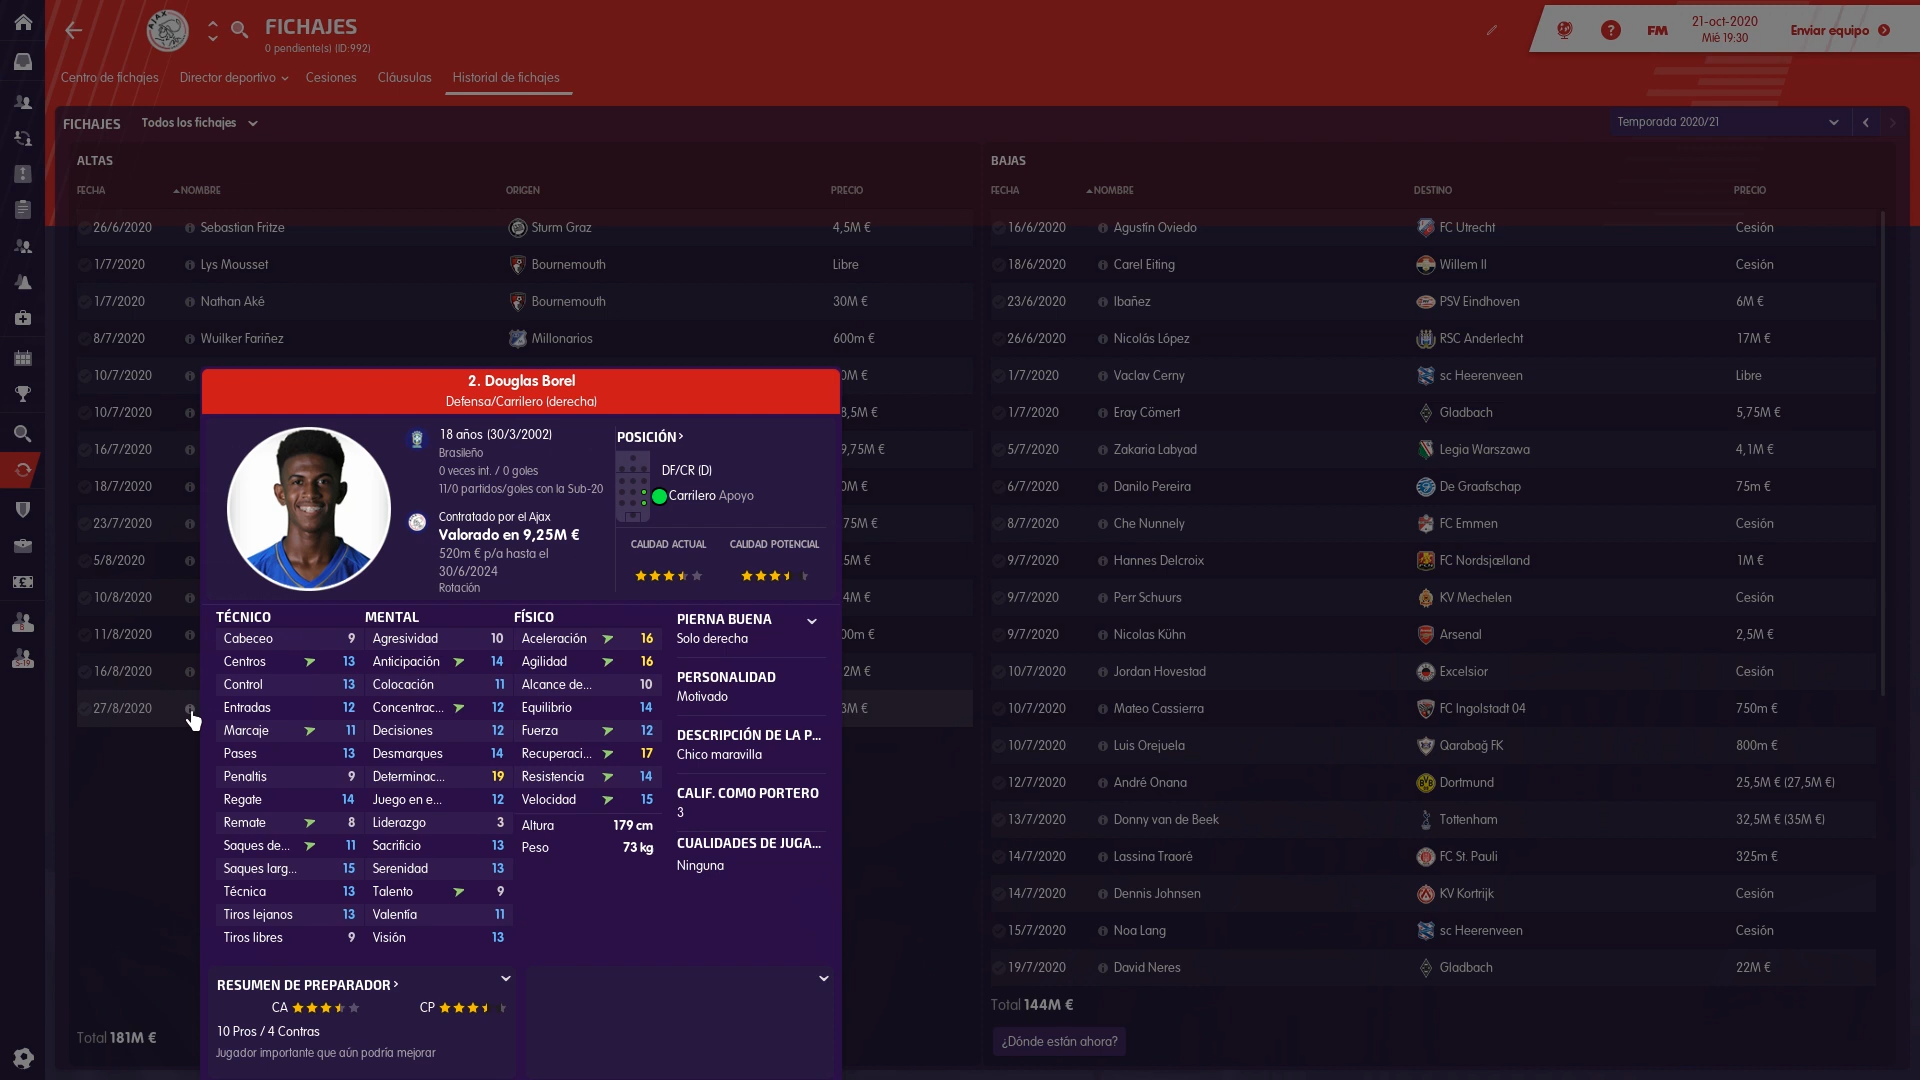 FICHAJES
0 pendiente(s) (ID:992)
FM
21-oct-2020
Mié 19:30
Enviar equipo
Centro de fichajes
Director deportivo
Cesiones
Cláusulas
Historial de fichajes
FICHAJES
Todos los fichajes
Temporada 2020/21
ALTAS
FECHA NOMBRE ORIGEN PRECIO
26/6/2020 Sebastian Fritze Sturm Graz 4,5M €
1/7/2020 Lys Mousset Bournemouth Libre
1/7/2020 Nathan Aké Bournemouth 30M €
8/7/2020 Wuilker Fariñez Millonarios 600m €
10/7/2020
10/7/2020 8,5M €
16/7/2020 9,75M €
18/7/2020
23/7/2020 75M €
5/8/2020
10/8/2020
11/8/2020
16/8/2020
27/8/2020
Total 181M €
2. Douglas Borel
Defensa/Carrilero (derecha)
18 años (30/3/2002)
Brasileño
0 veces int. / 0 goles
11/0 partidos/goles con la Sub-20
Contratado por el Ajax
Valorado en 9,25M €
520m € p/a hasta el
30/6/2024
Rotación
POSICIÓN
DF/CR (D)
Carrilero Apoyo
CALIDAD ACTUAL
CALIDAD POTENCIAL
TÉCNICO
Cabeceo 9
Centros 13
Control 13
Entradas 12
Marcaje 11
Pases 13
Penaltis 9
Regate 14
Remate 8
Saques de... 11
Saques larg... 15
Técnica 13
Tiros lejanos 13
Tiros libres 9
MENTAL
Agresividad 10
Anticipación 14
Colocación 11
Concentrac... 12
Decisiones 12
Desmarques 14
Determinac... 19
Juego en e... 12
Liderazgo 3
Sacrificio 13
Serenidad 13
Talento 9
Valentía 11
Visión 13
FÍSICO
Aceleración 16
Agilidad 16
Alcance de... 10
Equilibrio 14
Fuerza 12
Recuperaci... 17
Resistencia 14
Velocidad 15
Altura 179 cm
Peso 73 kg
PIERNA BUENA
Solo derecha
PERSONALIDAD
Motivado
DESCRIPCIÓN DE LA P...
Chico maravilla
CALIF. COMO PORTERO
3
CUALIDADES DE JUGA...
Ninguna
RESUMEN DE PREPARADOR
CA
CP
10 Pros / 4 Contras
Jugador importante que aún podría mejorar
BAJAS
FECHA NOMBRE DESTINO PRECIO
16/6/2020 Agustín Oviedo FC Utrecht Cesión
18/6/2020 Carel Eiting Willem II Cesión
23/6/2020 Ibañez PSV Eindhoven 6M €
26/6/2020 Nicolás López RSC Anderlecht 17M €
1/7/2020 Vaclav Cerny sc Heerenveen Libre
1/7/2020 Eray Cömert Gladbach 5,75M €
5/7/2020 Zakaria Labyad Legia Warszawa 4,1M €
6/7/2020 Danilo Pereira De Graafschap 75m €
8/7/2020 Che Nunnely FC Emmen Cesión
9/7/2020 Hannes Delcroix FC Nordsjælland 1M €
9/7/2020 Perr Schuurs KV Mechelen Cesión
9/7/2020 Nicolas Kühn Arsenal 2,5M €
10/7/2020 Jordan Hovestad Excelsior Cesión
10/7/2020 Mateo Cassierra FC Ingolstadt 04 750m €
10/7/2020 Luis Orejuela Qarabağ FK 800m €
12/7/2020 André Onana Dortmund 25,5M € (27,5M €)
13/7/2020 Donny van de Beek Tottenham 32,5M € (35M €)
14/7/2020 Lassina Traoré FC St. Pauli 325m €
14/7/2020 Dennis Johnsen KV Kortrijk Cesión
15/7/2020 Noa Lang sc Heerenveen Cesión
19/7/2020 David Neres Gladbach 22M €
Total 144M €
¿Dónde están ahora?